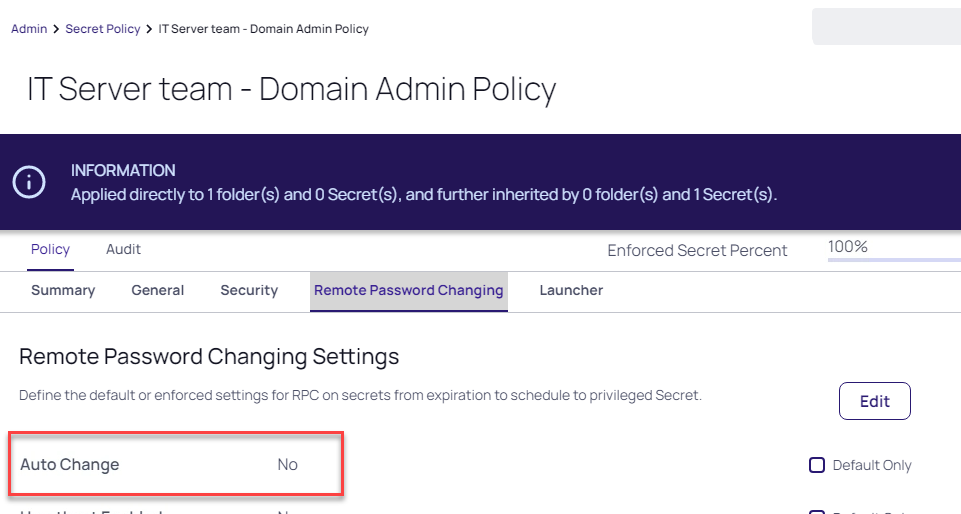 Admin > Secret Policy > IT Server team - Domain Admin Policy
IT Server team - Domain Admin Policy
INFORMATION
Applied directly to 1 folder(s) and 0 Secret(s), and further inherited by 0 folder(s) and 1 Secret(s).
Policy Audit Enforced Secret Percent 100%
Summary General Security Remote Password Changing Launcher
Remote Password Changing Settings
Define the default or enforced settings for RPC on secrets from expiration to schedule to privileged Secret.
Edit
Auto Change No Default Only